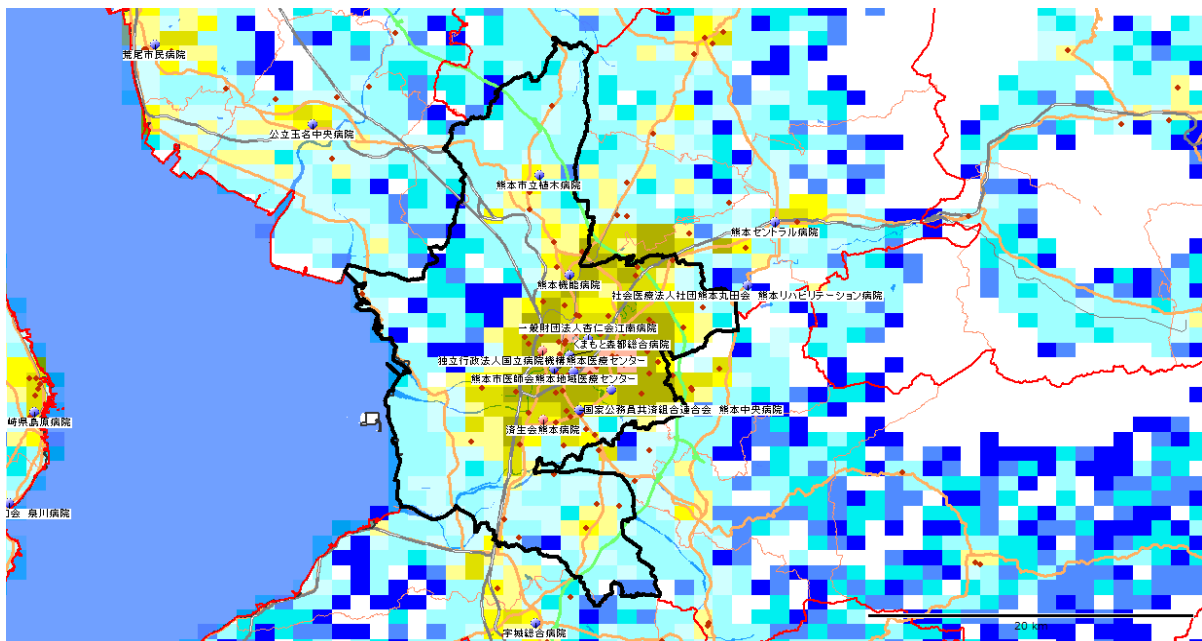 荒尾市民病院
公立玉名中央病院
熊本市立植木病院
熊本セントラル病院
熊本機能病院
社会医療法人社団熊本丸田会 熊本リハビリテーション病院
一般財団法人杏仁会江南病院
くまもと森都総合病院
独立行政法人国立病院機構熊本医療センター
熊本市医師会熊本地域医療センター
国家公務員共済組合連合会 熊本中央病院
崎県島原病院
済生会熊本病院
会 泉川病院
宇城総合病院
20 km